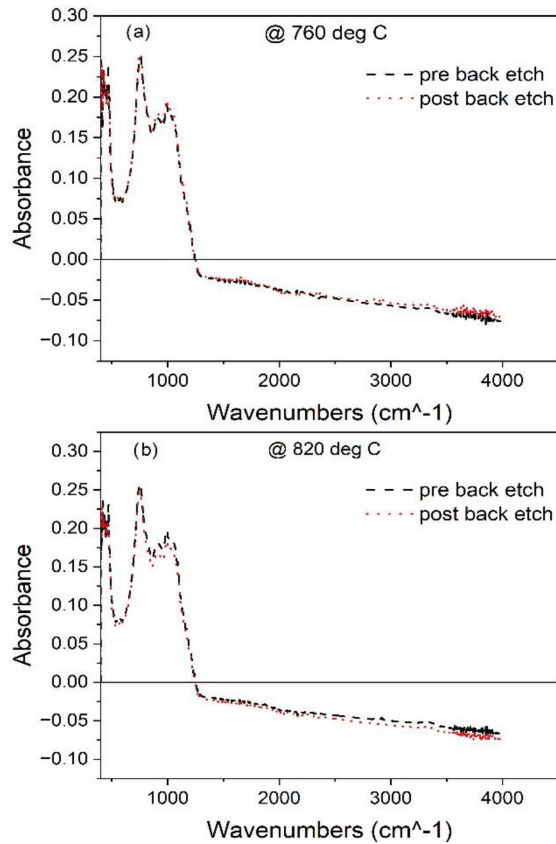 (a)
@ 760 deg C
pre back etch
post back etch
0.30
0.25
0.20
0.15
0.10
0.05
0.00
−0.05
−0.10
Absorbance
1000
2000
3000
4000
Wavenumbers (cm^-1)
(b)
@ 820 deg C
pre back etch
post back etch
0.30
0.25
0.20
0.15
0.10
0.05
0.00
−0.05
−0.10
Absorbance
1000
2000
3000
4000
Wavenumbers (cm^-1)